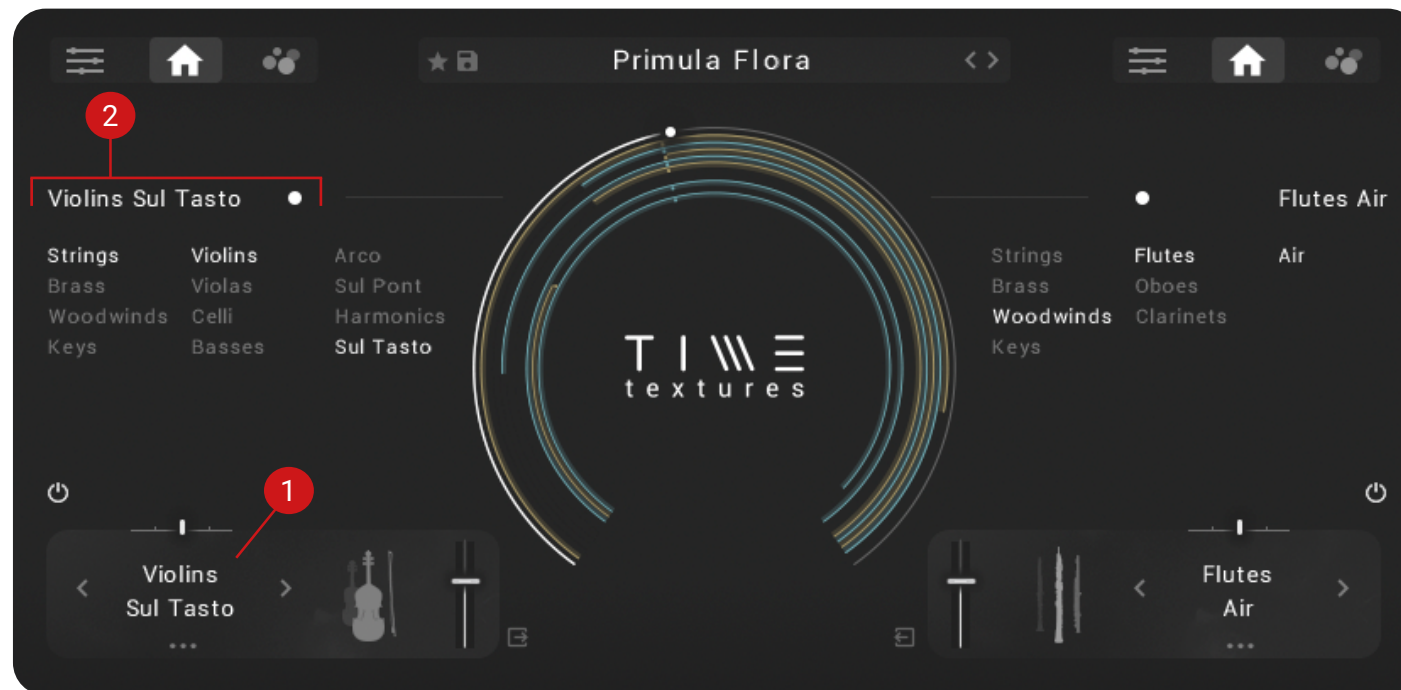 Primula Flora
2
Violins Sul Tasto
Flutes Air
Strings Violins Arco
Brass Violas Sul Pont
Woodwinds Celli Harmonics
Keys Basses Sul Tasto
Strings Flutes Air
Brass Oboes
Woodwinds Clarinets
Keys
TIME
textures
1
Violins
Sul Tasto
Flutes
Air